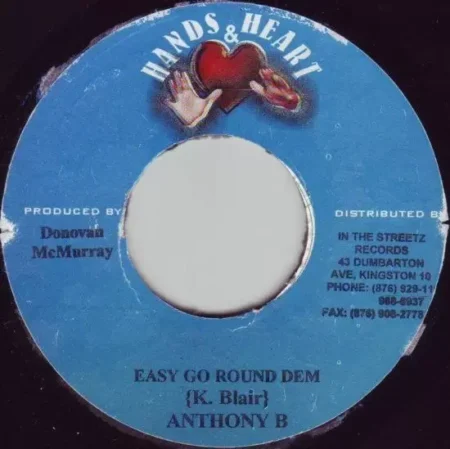 HANDS & HEART
PRODUCED BY
Donovan
McMurray
DISTRIBUTED B
IN THE STREETZ
RECORDS
43 DUMBARTON
AVE, KINGSTON 10
PHONE: (876) 929-11
968-6937
FAX: (876) 908-2778
EASY GO ROUND DEM
{K. Blair}
ANTHONY B